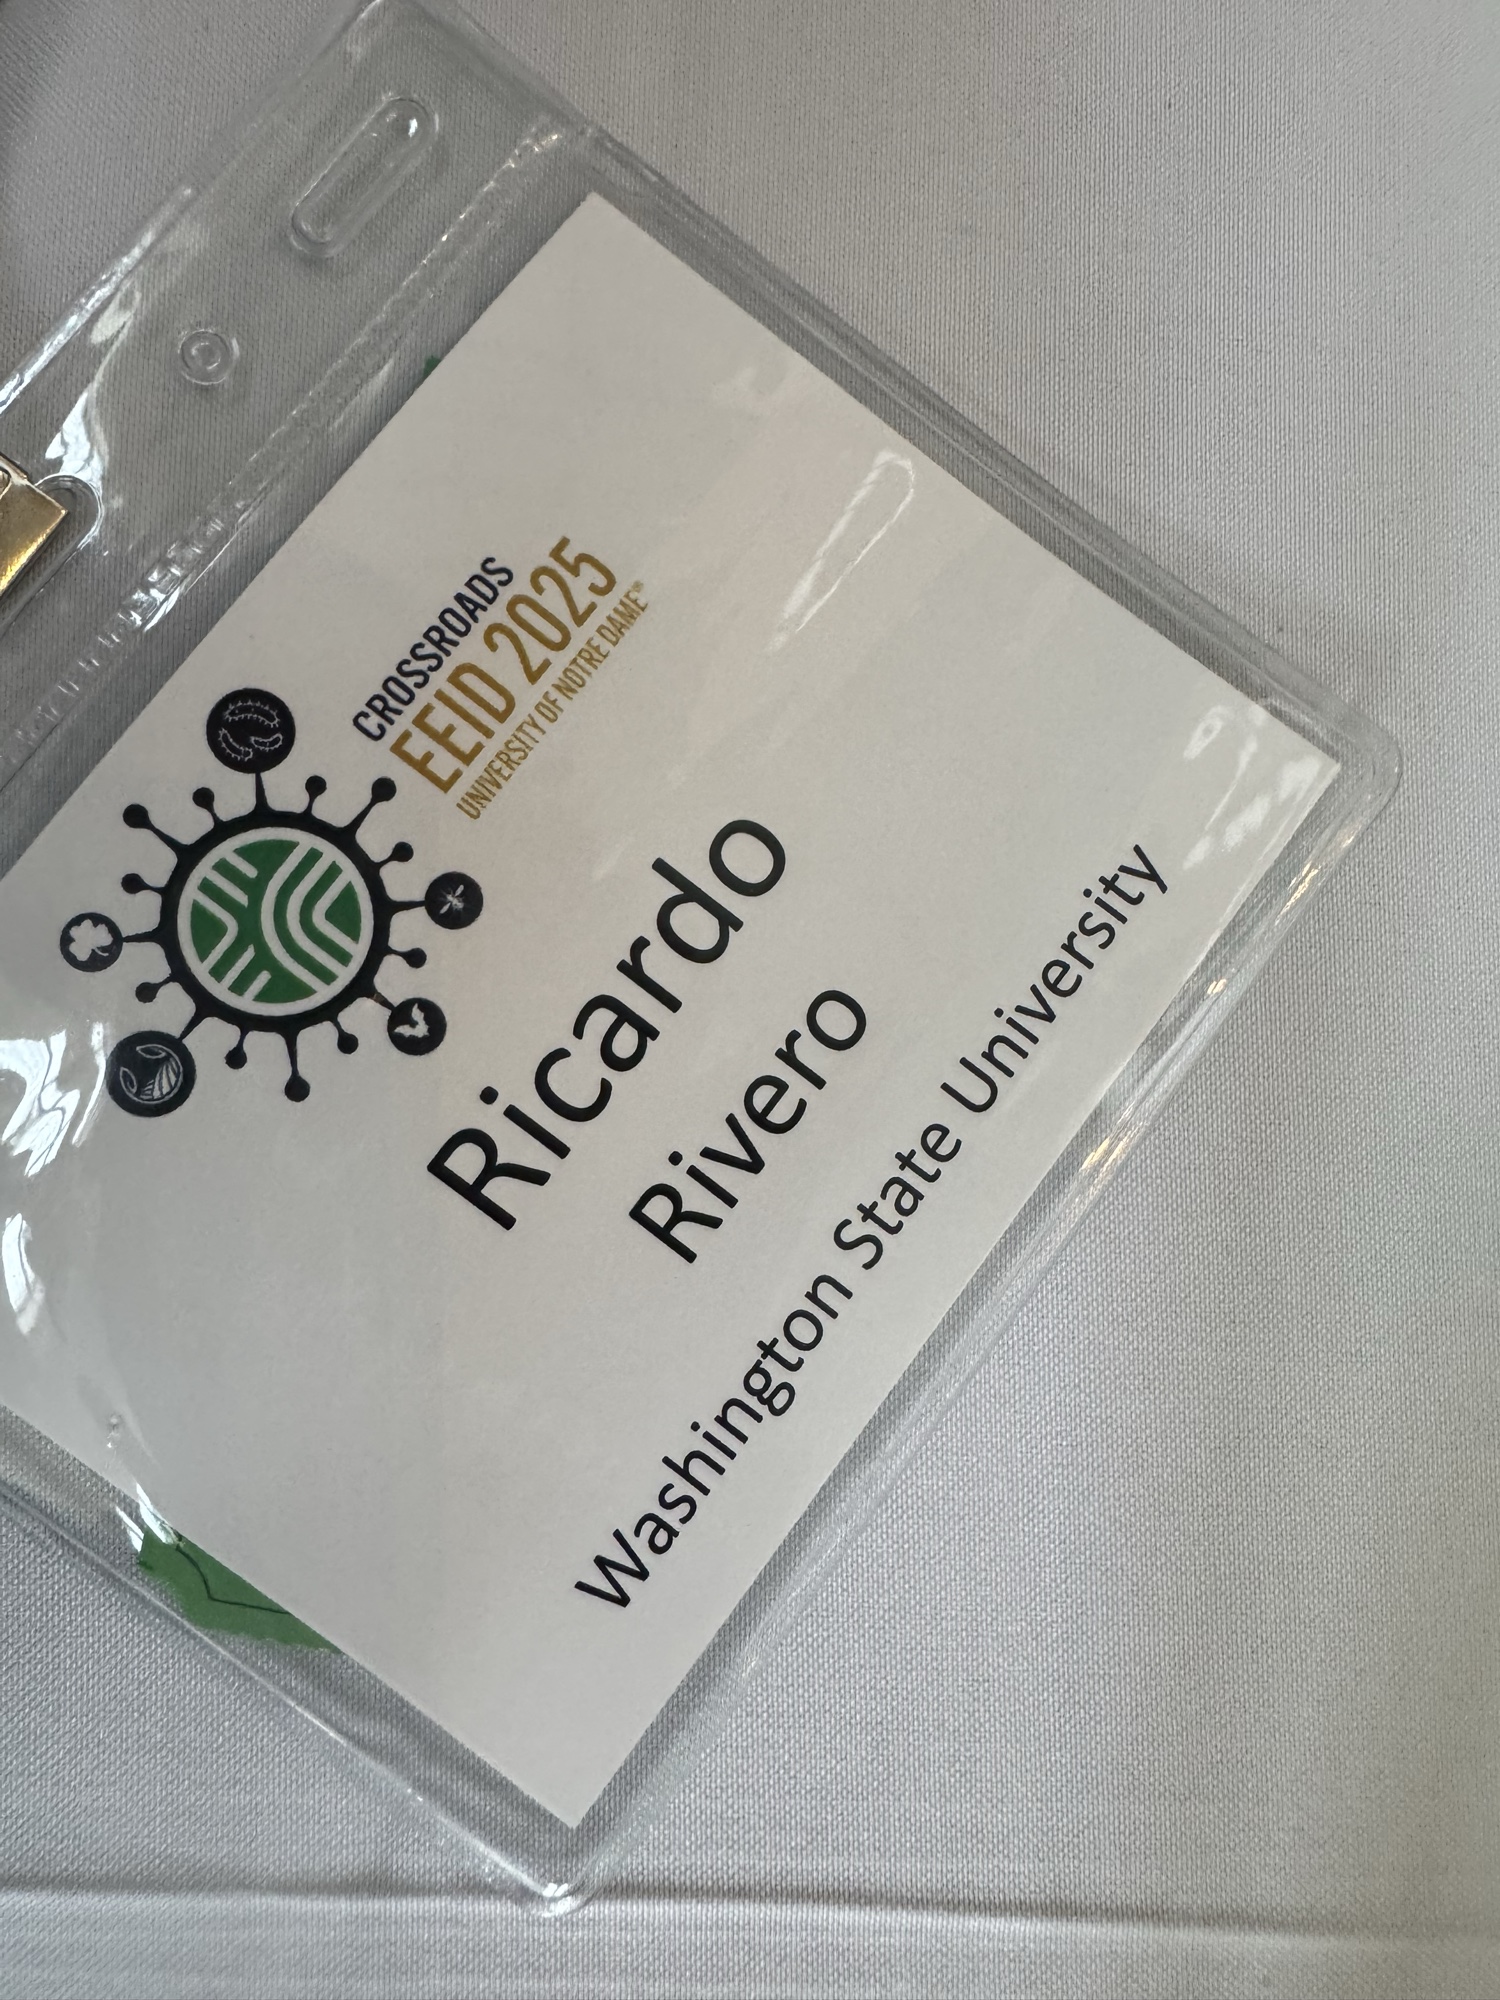 CROSSROADS
EEID 2025
UNIVERSITY OF NOTRE DAME
Ricardo
Rivero
Washington State University